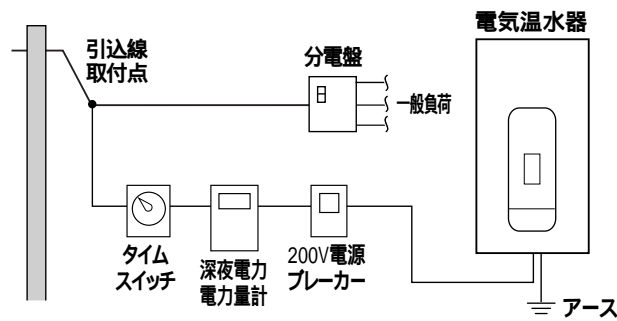 電気温水器
引込線
取付点
分電盤
一般負荷
タイム
スイッチ
深夜電力
電力量計
200V電源
ブレーカー
アース